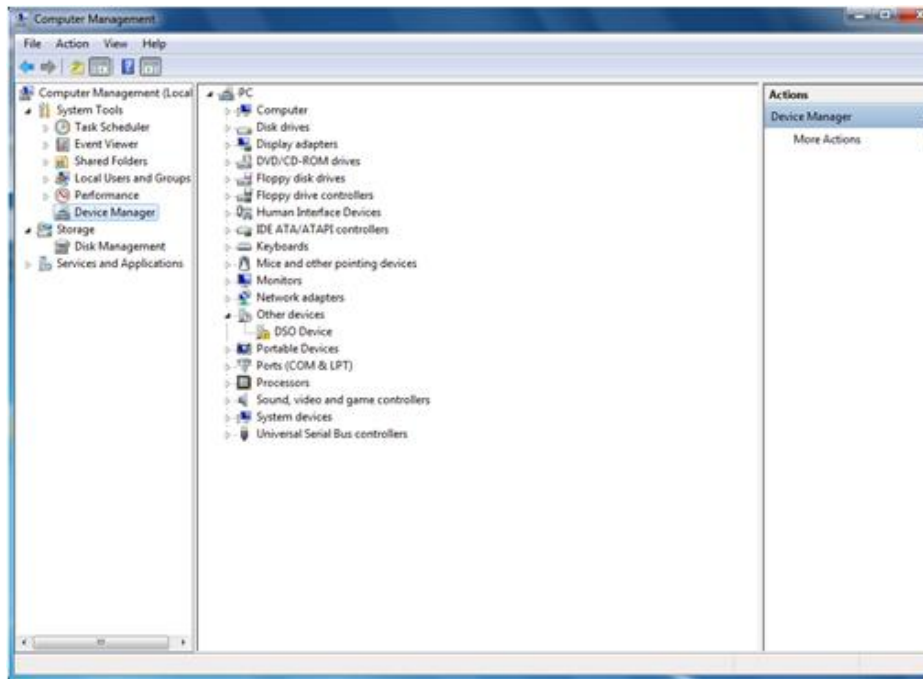 Computer Management
File Action View Help
Computer Management (Local
System Tools
Task Scheduler
Event Viewer
Shared Folders
Local Users and Groups
Performance
Device Manager
Storage
Disk Management
Services and Applications
PC
Computer
Disk drives
Display adapters
DVD/CD-ROM drives
Floppy disk drives
Floppy drive controllers
Human Interface Devices
IDE ATA/ATAPI controllers
Keyboards
Mice and other pointing devices
Monitors
Network adapters
Other devices
DSO Device
Portable Devices
Ports (COM & LPT)
Processors
Sound, video and game controllers
System devices
Universal Serial Bus controllers
Actions
Device Manager
More Actions